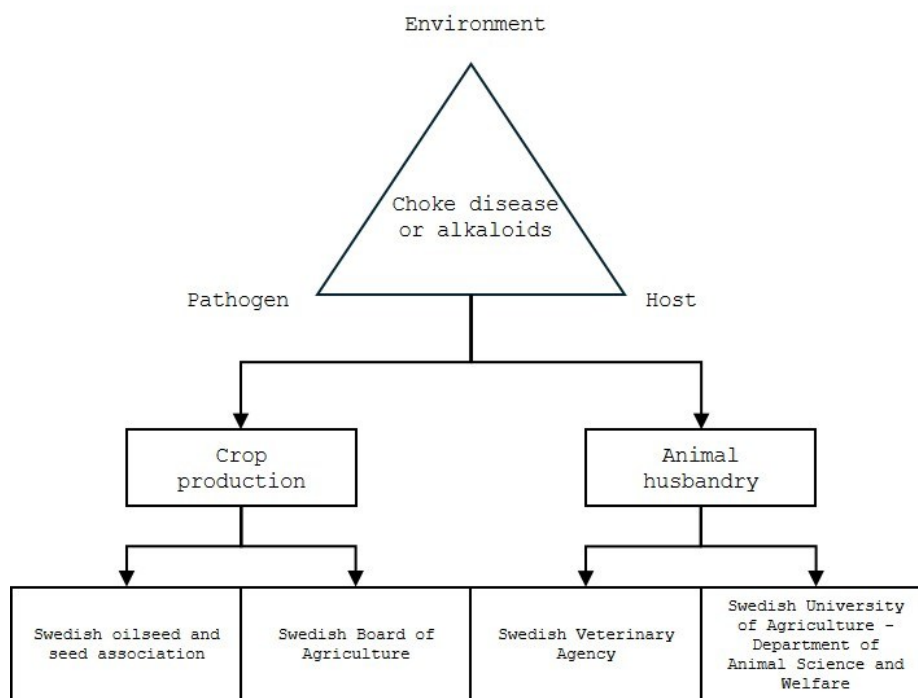 Environment
Choke disease
or alkaloids
Pathogen
Host
Crop
production
Animal
husbandry
Swedish oilseed and
seed association
Swedish Board of
Agriculture
Swedish Veterinary
Agency
Swedish University
of Agriculture –
Department of
Animal Science and
Welfare